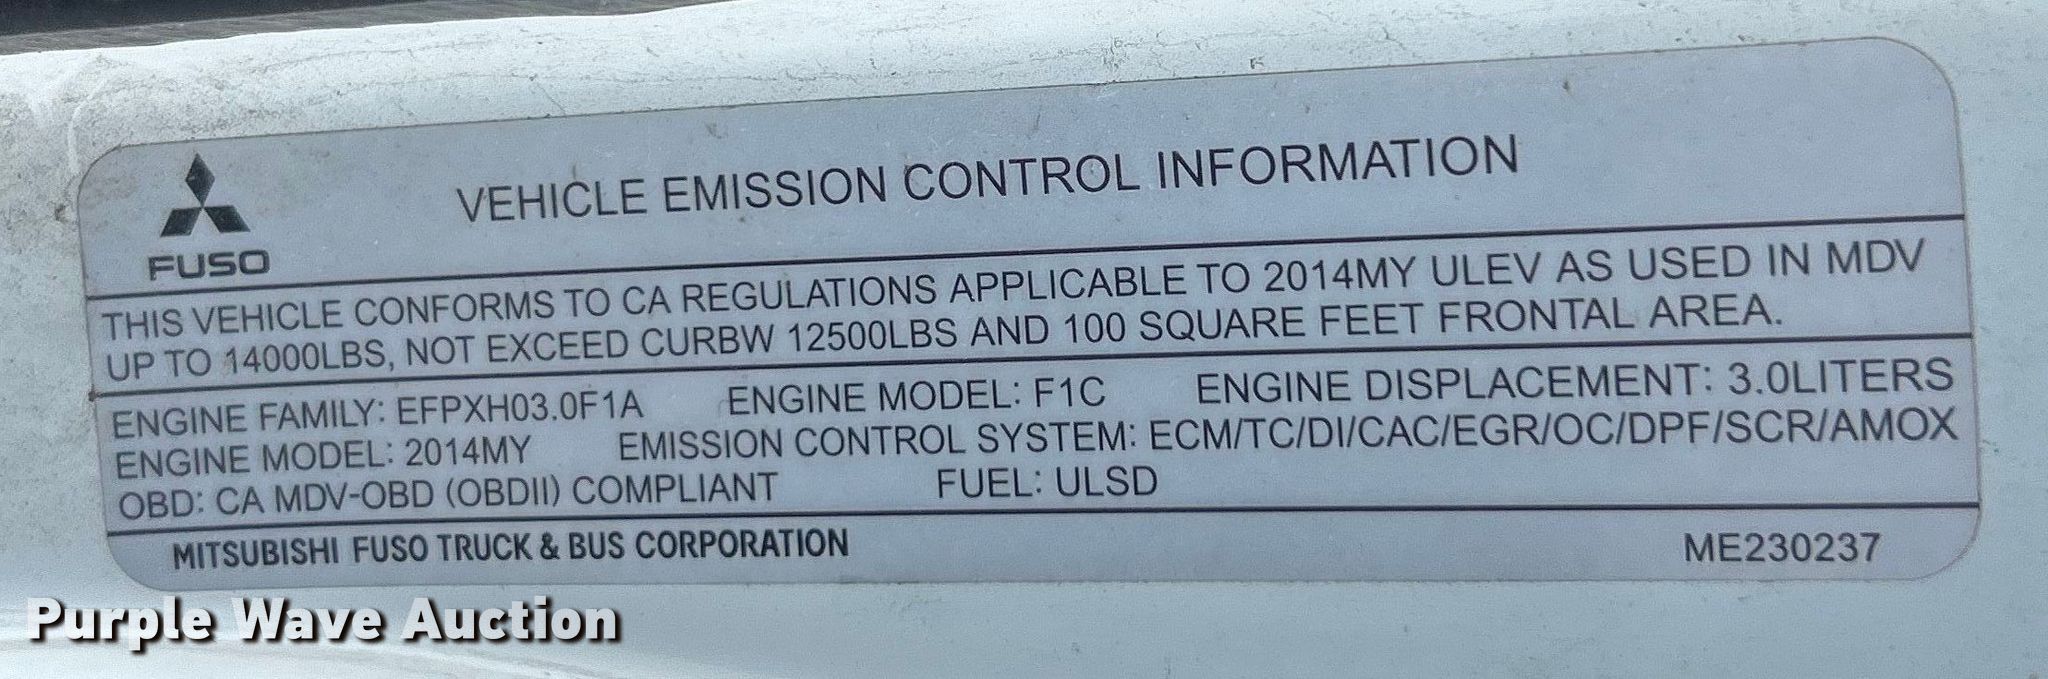 VEHICLE EMISSION CONTROL INFORMATION
FUSO
THIS VEHICLE CONFORMS TO CA REGULATIONS APPLICABLE TO 2014MY ULEV AS USED IN MDV
UP TO 14000LBS, NOT EXCEED CURBW 12500LBS AND 100 SQUARE FEET FRONTAL AREA.
ENGINE FAMILY: EFPXH03.0F1A ENGINE MODEL: F1C ENGINE DISPLACEMENT: 3.0LITERS
ENGINE MODEL: 2014MY EMISSION CONTROL SYSTEM: ECM/TC/DI/CAC/EGR/OC/DPF/SCR/AMOX
OBD: CA MDV-OBD (OBDII) COMPLIANT FUEL: ULSD
MITSUBISHI FUSO TRUCK & BUS CORPORATION ME230237
Purple Wave Auction